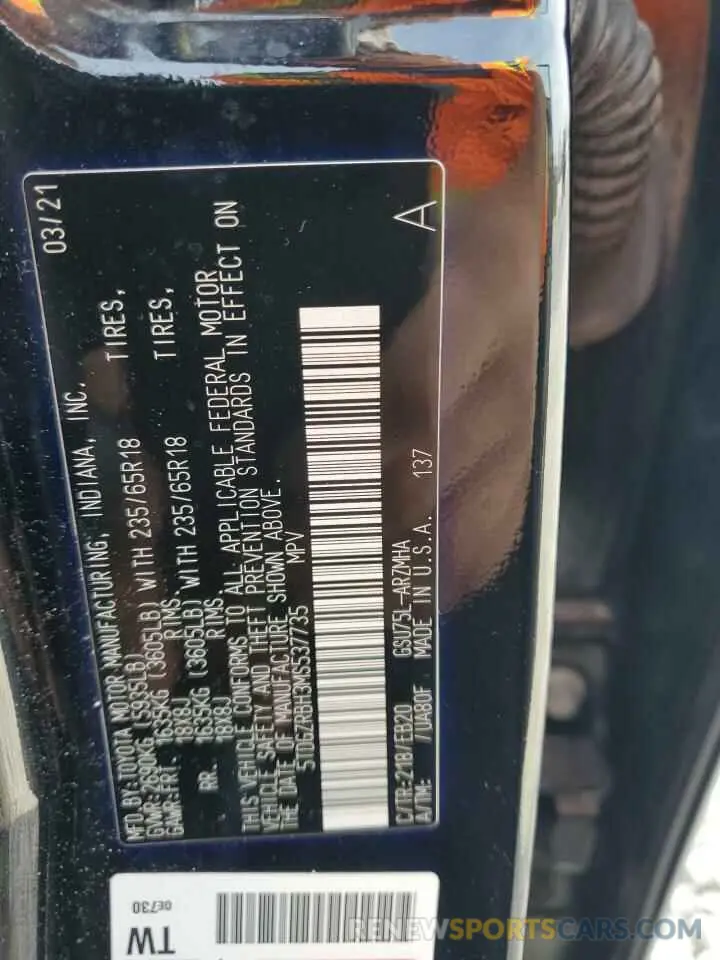 03/21
MFD.BY:TOYOTA MOTOR MANUFACTURING, INDIANA, INC.
GVWR:2690KG (5935LB)
GAWR:FRT. 1635KG (3605LB) WITH 235/65R18 TIRES,
18X8J RIMS.
RR. 1635KG (3605LB) WITH 235/65R18 TIRES,
18X8J RIMS.
THIS VEHICLE CONFORMS TO ALL APPLICABLE FEDERAL MOTOR
VEHICLE SAFETY AND THEFT PREVENTION STANDARDS IN EFFECT ON
THE DATE OF MANUFACTURE SHOWN ABOVE.
5TDGZRBH3MS537735 MPV
C/TR:218/EB20 GSU75L-ARZMHA
A/TM: /UA80F MADE IN U.S.A. 137
A
0E730
TW
RENEWSPORTSCARS.COM